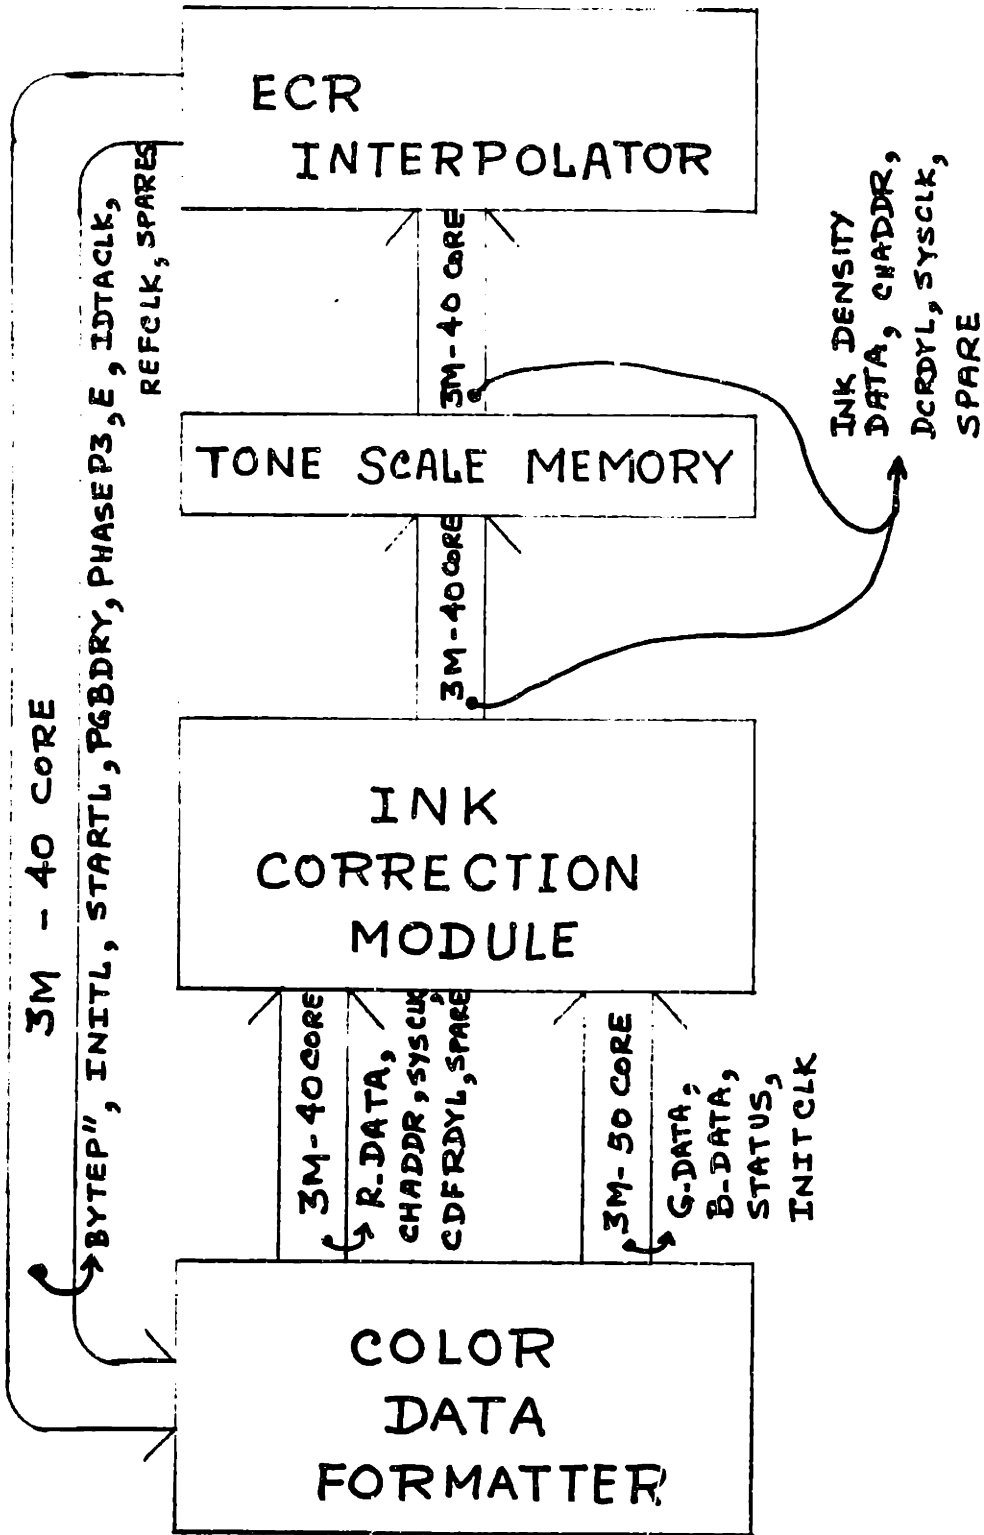 ECR
INTERPOLATOR
3M-40 CORE
TONE SCALE MEMORY
3M-40 CORE
INK DENSITY
DATA, CHADDR,
DCRDYL, SYSCLK,
SPARE
INK
CORRECTION
MODULE
3M-40 CORE
R-DATA,
CHADDR, SYSCLK,
CDFRDYL, SPARE
3M-50 CORE
G-DATA,
B-DATA,
STATUS,
INITCLK
COLOR
DATA
FORMATTER
3M - 40 CORE
BYTEP", INITL, STARTL, PGBDRY, PHASEP3, E, IDTACLK,
REFCLK, SPARES